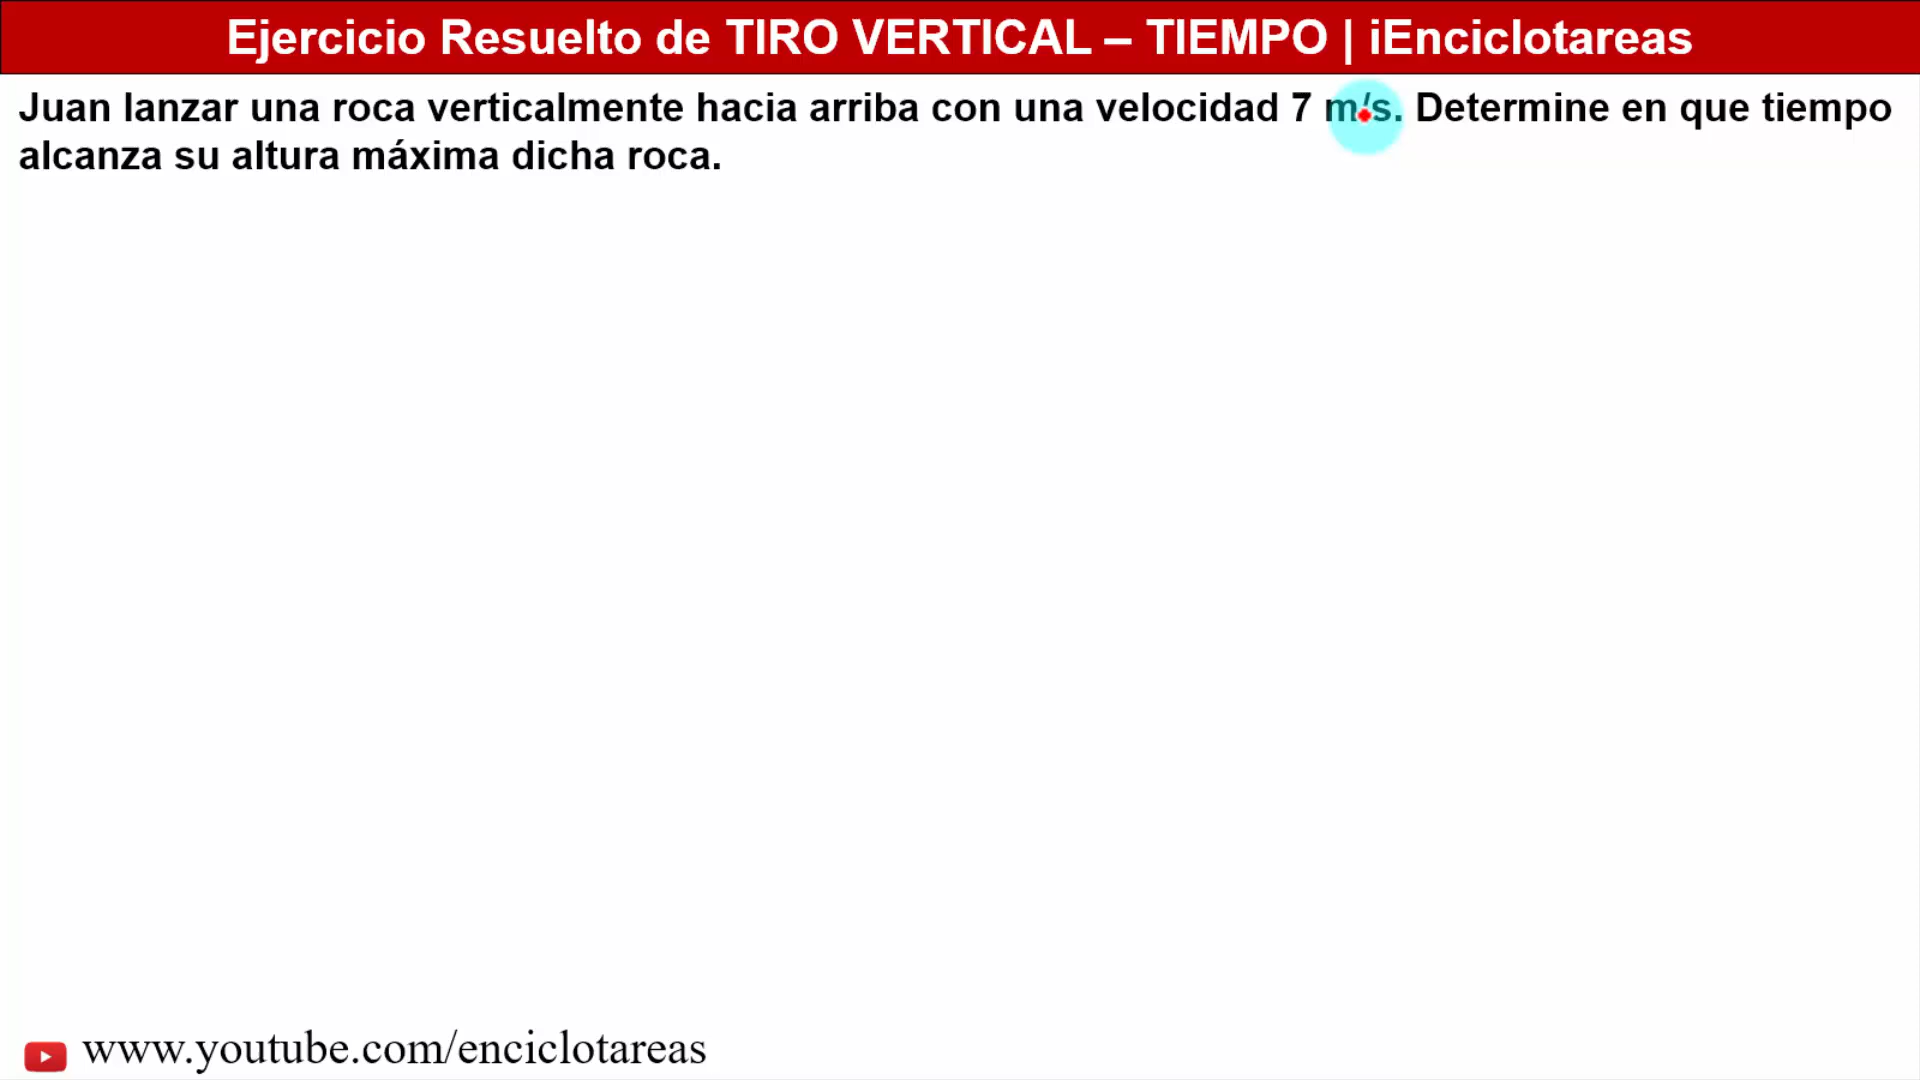 Ejercicio Resuelto de TIRO VERTICAL – TIEMPO | iEnciclotareas
Juan lanzar una roca verticalmente hacia arriba con una velocidad 7 m/s. Determine en que tiempo
alcanza su altura máxima dicha roca.
www.youtube.com/enciclotareas